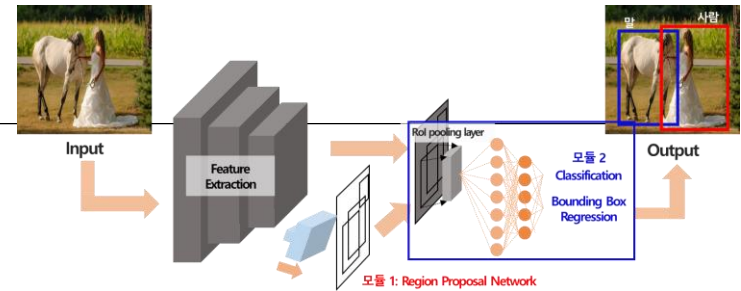 말
사람
Input
Feature
Extraction
RoI pooling layer
모듈 2
Classification
Bounding Box
Regression
Output
모듈 1: Region Proposal Network